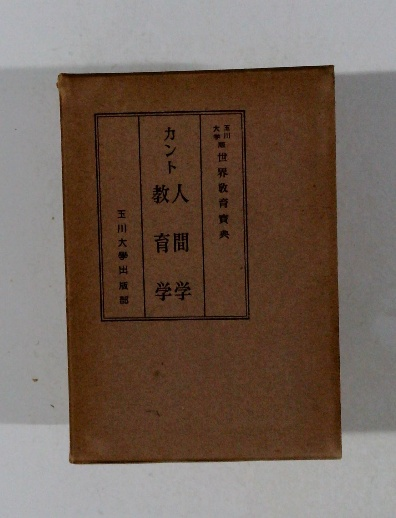 玉川
大学版
世界教育寶典
カント
人間学
教育学
玉川大學出版部